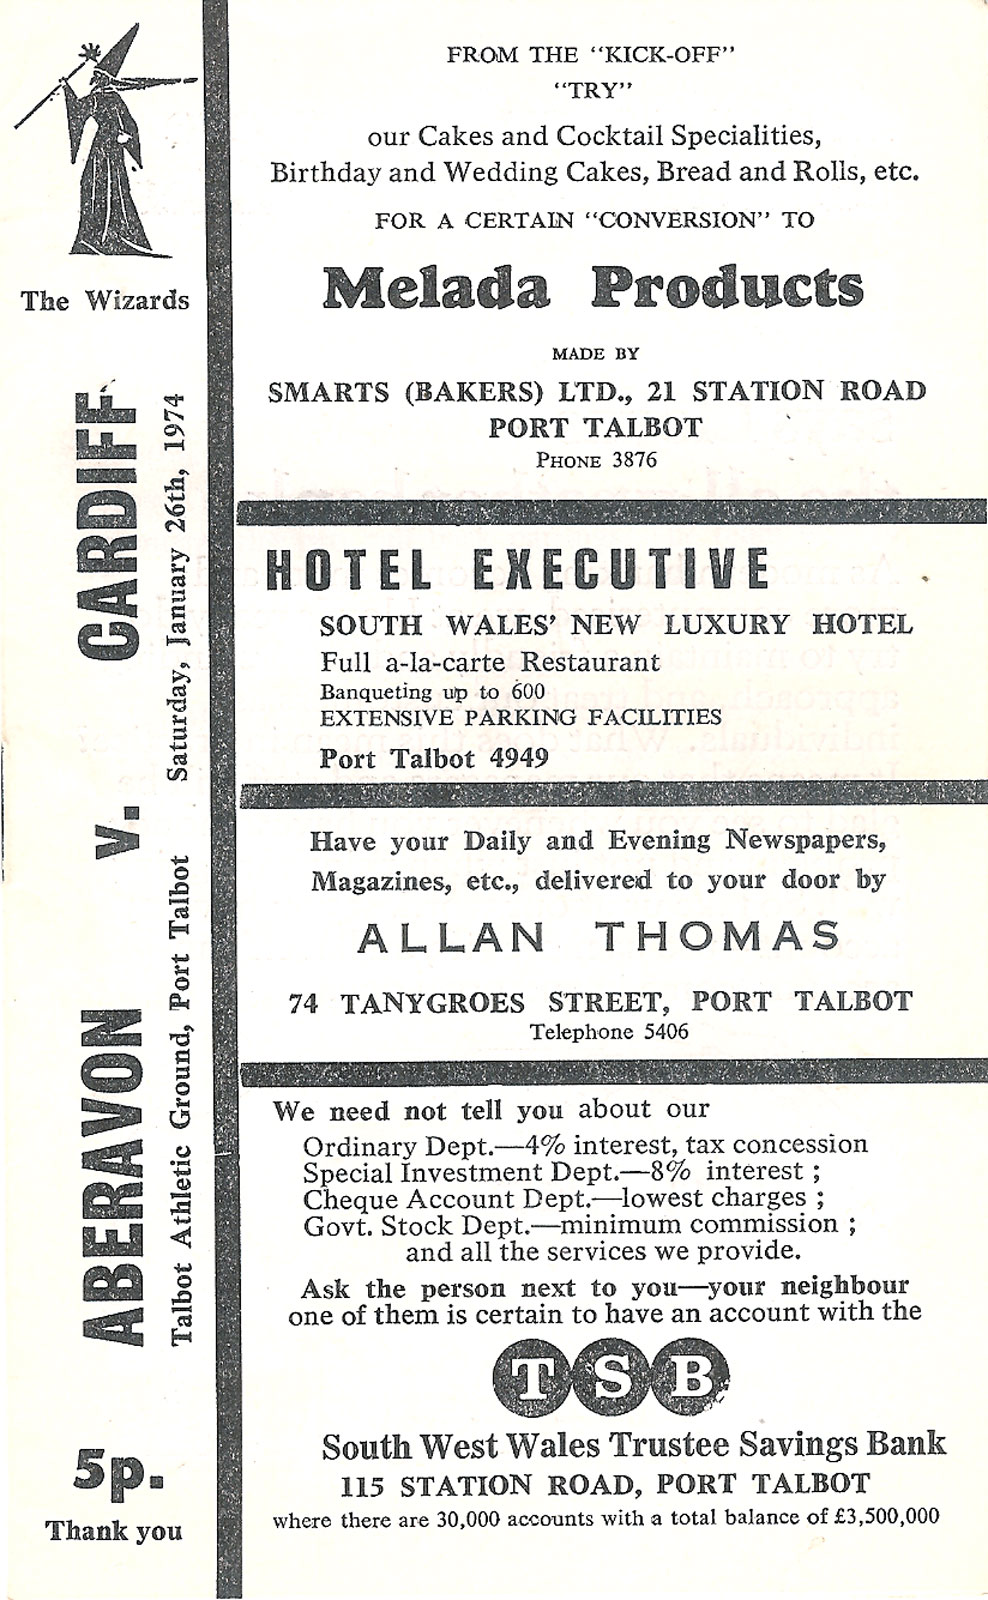 The Wizards
ABERAVON v. CARDIFF
Talbot Athletic Ground, Port Talbot Saturday, January 26th, 1974
5p.
Thank you
FROM THE "KICK-OFF"
"TRY"
our Cakes and Cocktail Specialities,
Birthday and Wedding Cakes, Bread and Rolls, etc.
FOR A CERTAIN "CONVERSION" TO
Melada Products
MADE BY
SMARTS (BAKERS) LTD., 21 STATION ROAD
PORT TALBOT
PHONE 3876
HOTEL EXECUTIVE
SOUTH WALES' NEW LUXURY HOTEL
Full a-la-carte Restaurant
Banqueting up to 600
EXTENSIVE PARKING FACILITIES
Port Talbot 4949
Have your Daily and Evening Newspapers,
Magazines, etc., delivered to your door by
ALLAN THOMAS
74 TANYGROES STREET, PORT TALBOT
Telephone 5406
We need not tell you about our
Ordinary Dept.—4% interest, tax concession
Special Investment Dept.—8% interest ;
Cheque Account Dept.—lowest charges ;
Govt. Stock Dept.—minimum commission ;
and all the services we provide.
Ask the person next to you—your neighbour
one of them is certain to have an account with the
TSB
South West Wales Trustee Savings Bank
115 STATION ROAD, PORT TALBOT
where there are 30,000 accounts with a total balance of £3,500,000